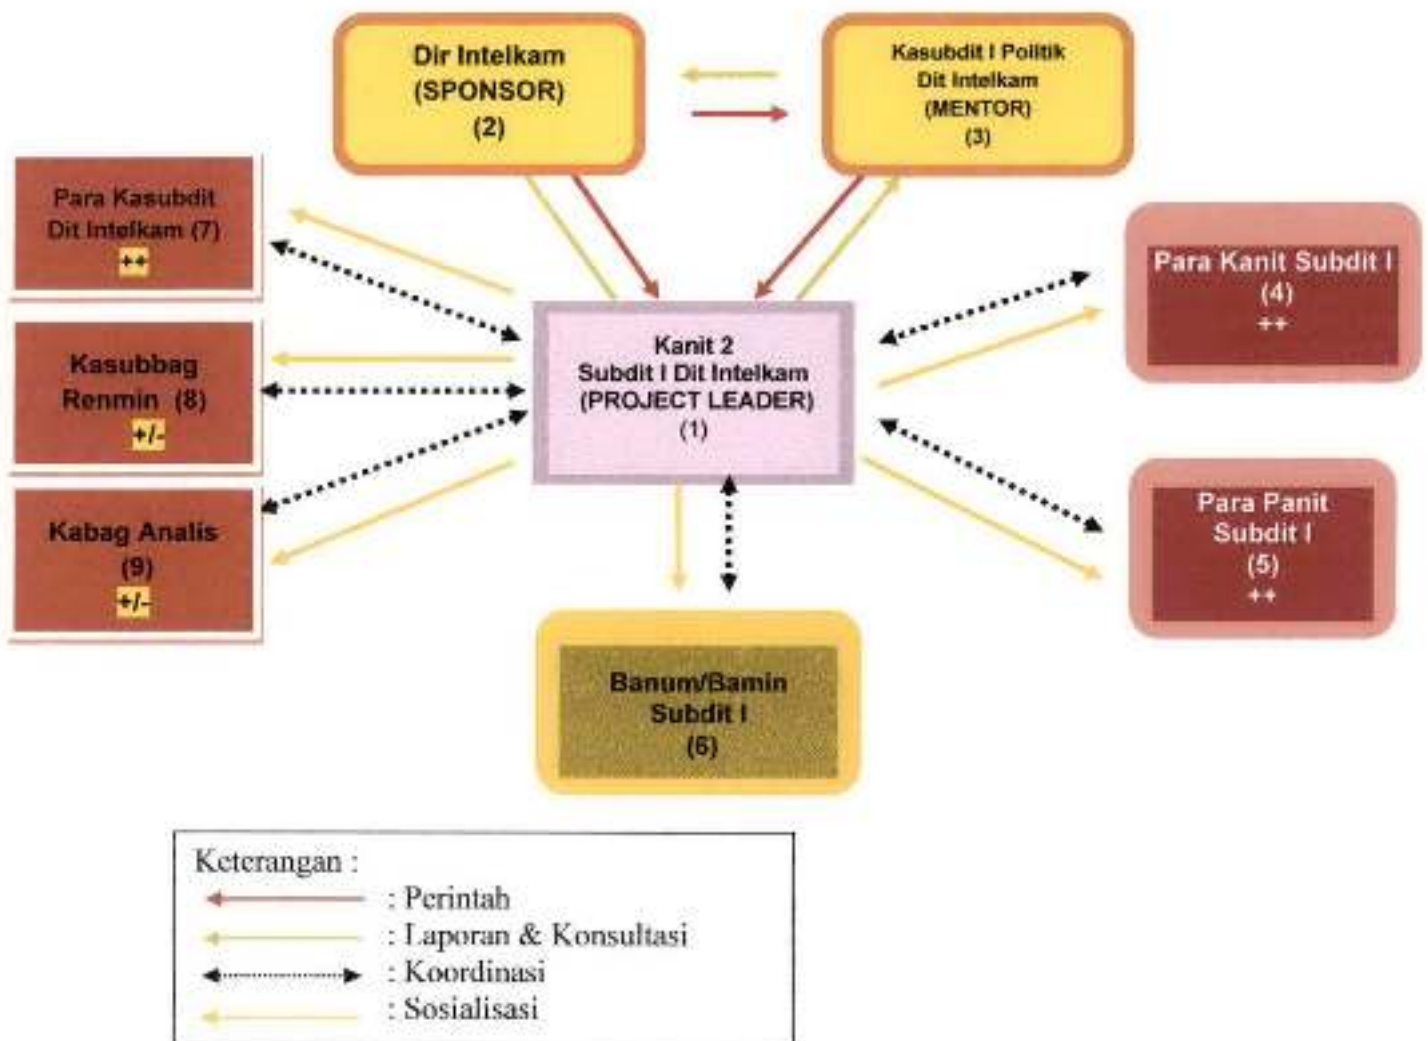 Dir Intelkam
(SPONSOR)
(2)
Kasubdit I Politik
Dit Intelkam
(MENTOR)
(3)
Para Kasubdit
Dit Intelkam (7)
++
Kasubbag
Renmin (8)
+/-
Kabag Analis
(9)
+/-
Kanit 2
Subdit I Dit Intelkam
(PROJECT LEADER)
(1)
Para Kanit Subdit I
(4)
++
Para Panit
Subdit I
(5)
++
Banum/Bamin
Subdit I
(6)
Keterangan :
: Perintah
: Laporan & Konsultasi
: Koordinasi
: Sosialisasi